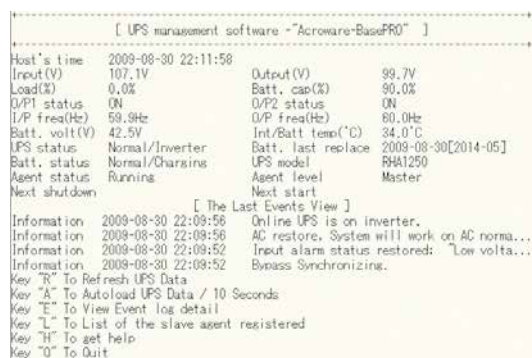 [ UPS management software -"Acroware-BasePRO" ]
Host's time 2009-08-30 22:11:58
Input(V) 107.1V Output(V) 99.7V
Load(%) 0.0% Batt. cap(%) 90.0%
O/P1 status ON O/P2 status ON
I/P freq(Hz) 59.9Hz O/P freq(Hz) 60.0Hz
Batt. volt(V) 42.5V Int/Batt temp(°C) 34.0°C
UPS status Normal/Inverter Batt. last replace 2009-08-30[2014-05]
Batt. status Normal/Charging UPS model RHA1250
Agent status Running Agent level Master
Next shutdown Next start
[ The Last Events View ]
Information 2009-08-30 22:09:56 Online UPS is on inverter.
Information 2009-08-30 22:09:56 AC restore, System will work on AC norma...
Information 2009-08-30 22:09:52 Input alarm status restored: "Low volta...
Information 2009-08-30 22:09:52 Bypass Synchronizing.
Key "R" To Refresh UPS Data
Key "A" To Autoload UPS Data / 10 Seconds
Key "E" To View Event log detail
Key "L" To List of the slave agent registered
Key "H" To get help
Key "Q" To Quit